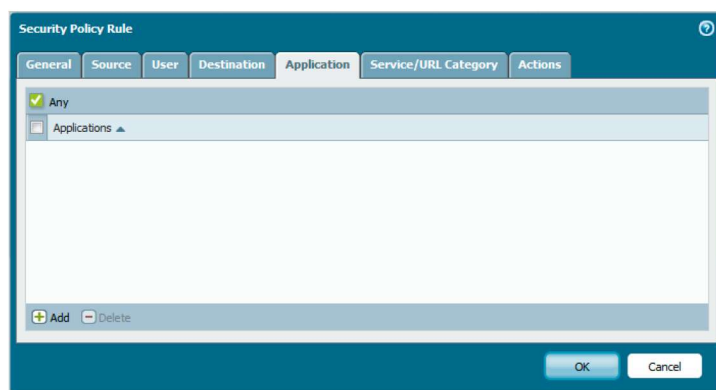 Security Policy Rule
General Source User Destination Application Service/URL Category Actions
Any
Applications
Add Delete
OK Cancel